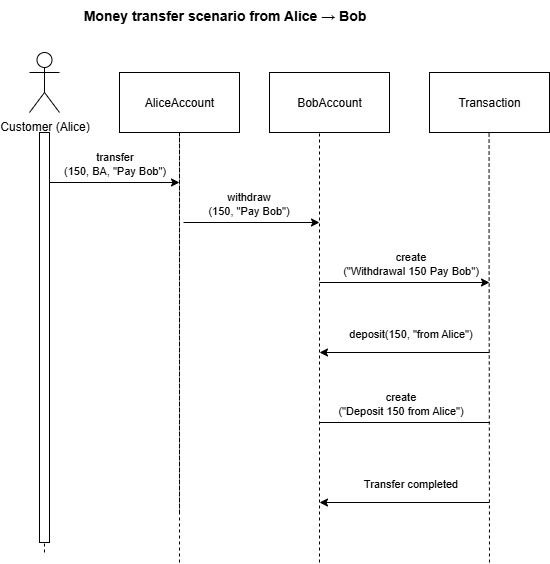 Money transfer scenario from Alice → Bob
Customer (Alice)
AliceAccount
BobAccount
Transaction
transfer
(150, BA, "Pay Bob")
withdraw
(150, "Pay Bob")
create
("Withdrawal 150 Pay Bob")
deposit(150, "from Alice")
create
("Deposit 150 from Alice")
Transfer completed